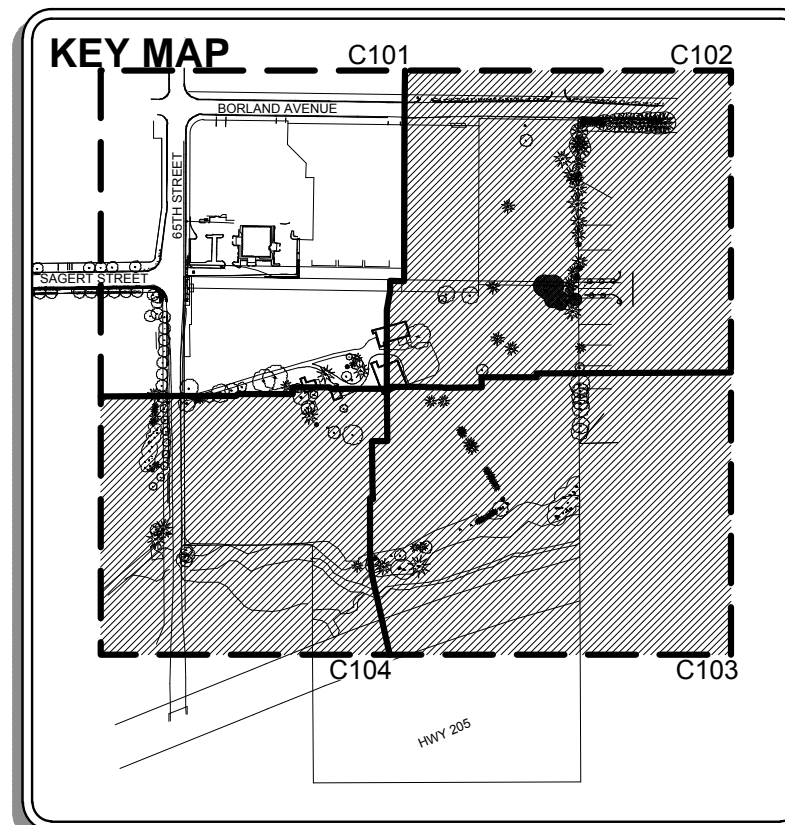 KEY MAP
C101
C102
BORLAND AVENUE
65TH STREET
SAGERT STREET
C104
C103
HWY 205